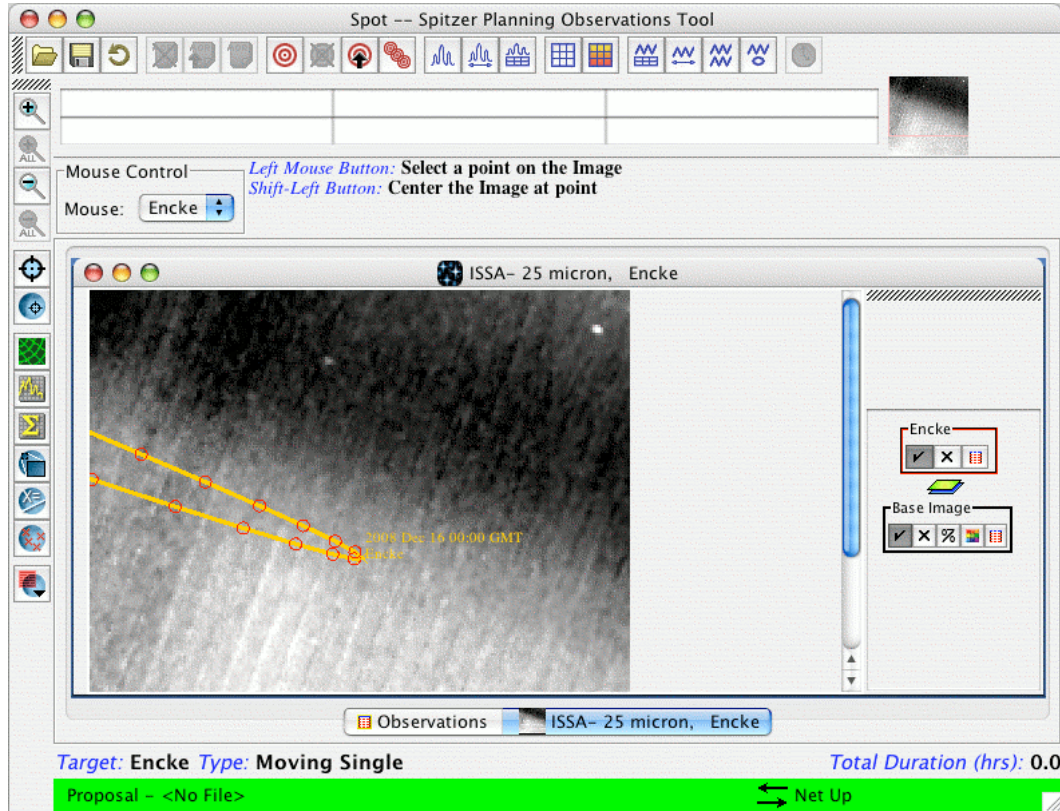 Spot -- Spitzer Planning Observations Tool
ALL
ALL
Mouse Control
Mouse: Encke
Left Mouse Button: Select a point on the Image
Shift-Left Button: Center the Image at point
ISSA- 25 micron, Encke
2008 Dec 16 00:00 GMT
Encke
Encke
Base Image
%
Σ
X=
Observations
ISSA- 25 micron, Encke
Target: Encke Type: Moving Single
Total Duration (hrs): 0.0
Proposal - <No File>
Net Up